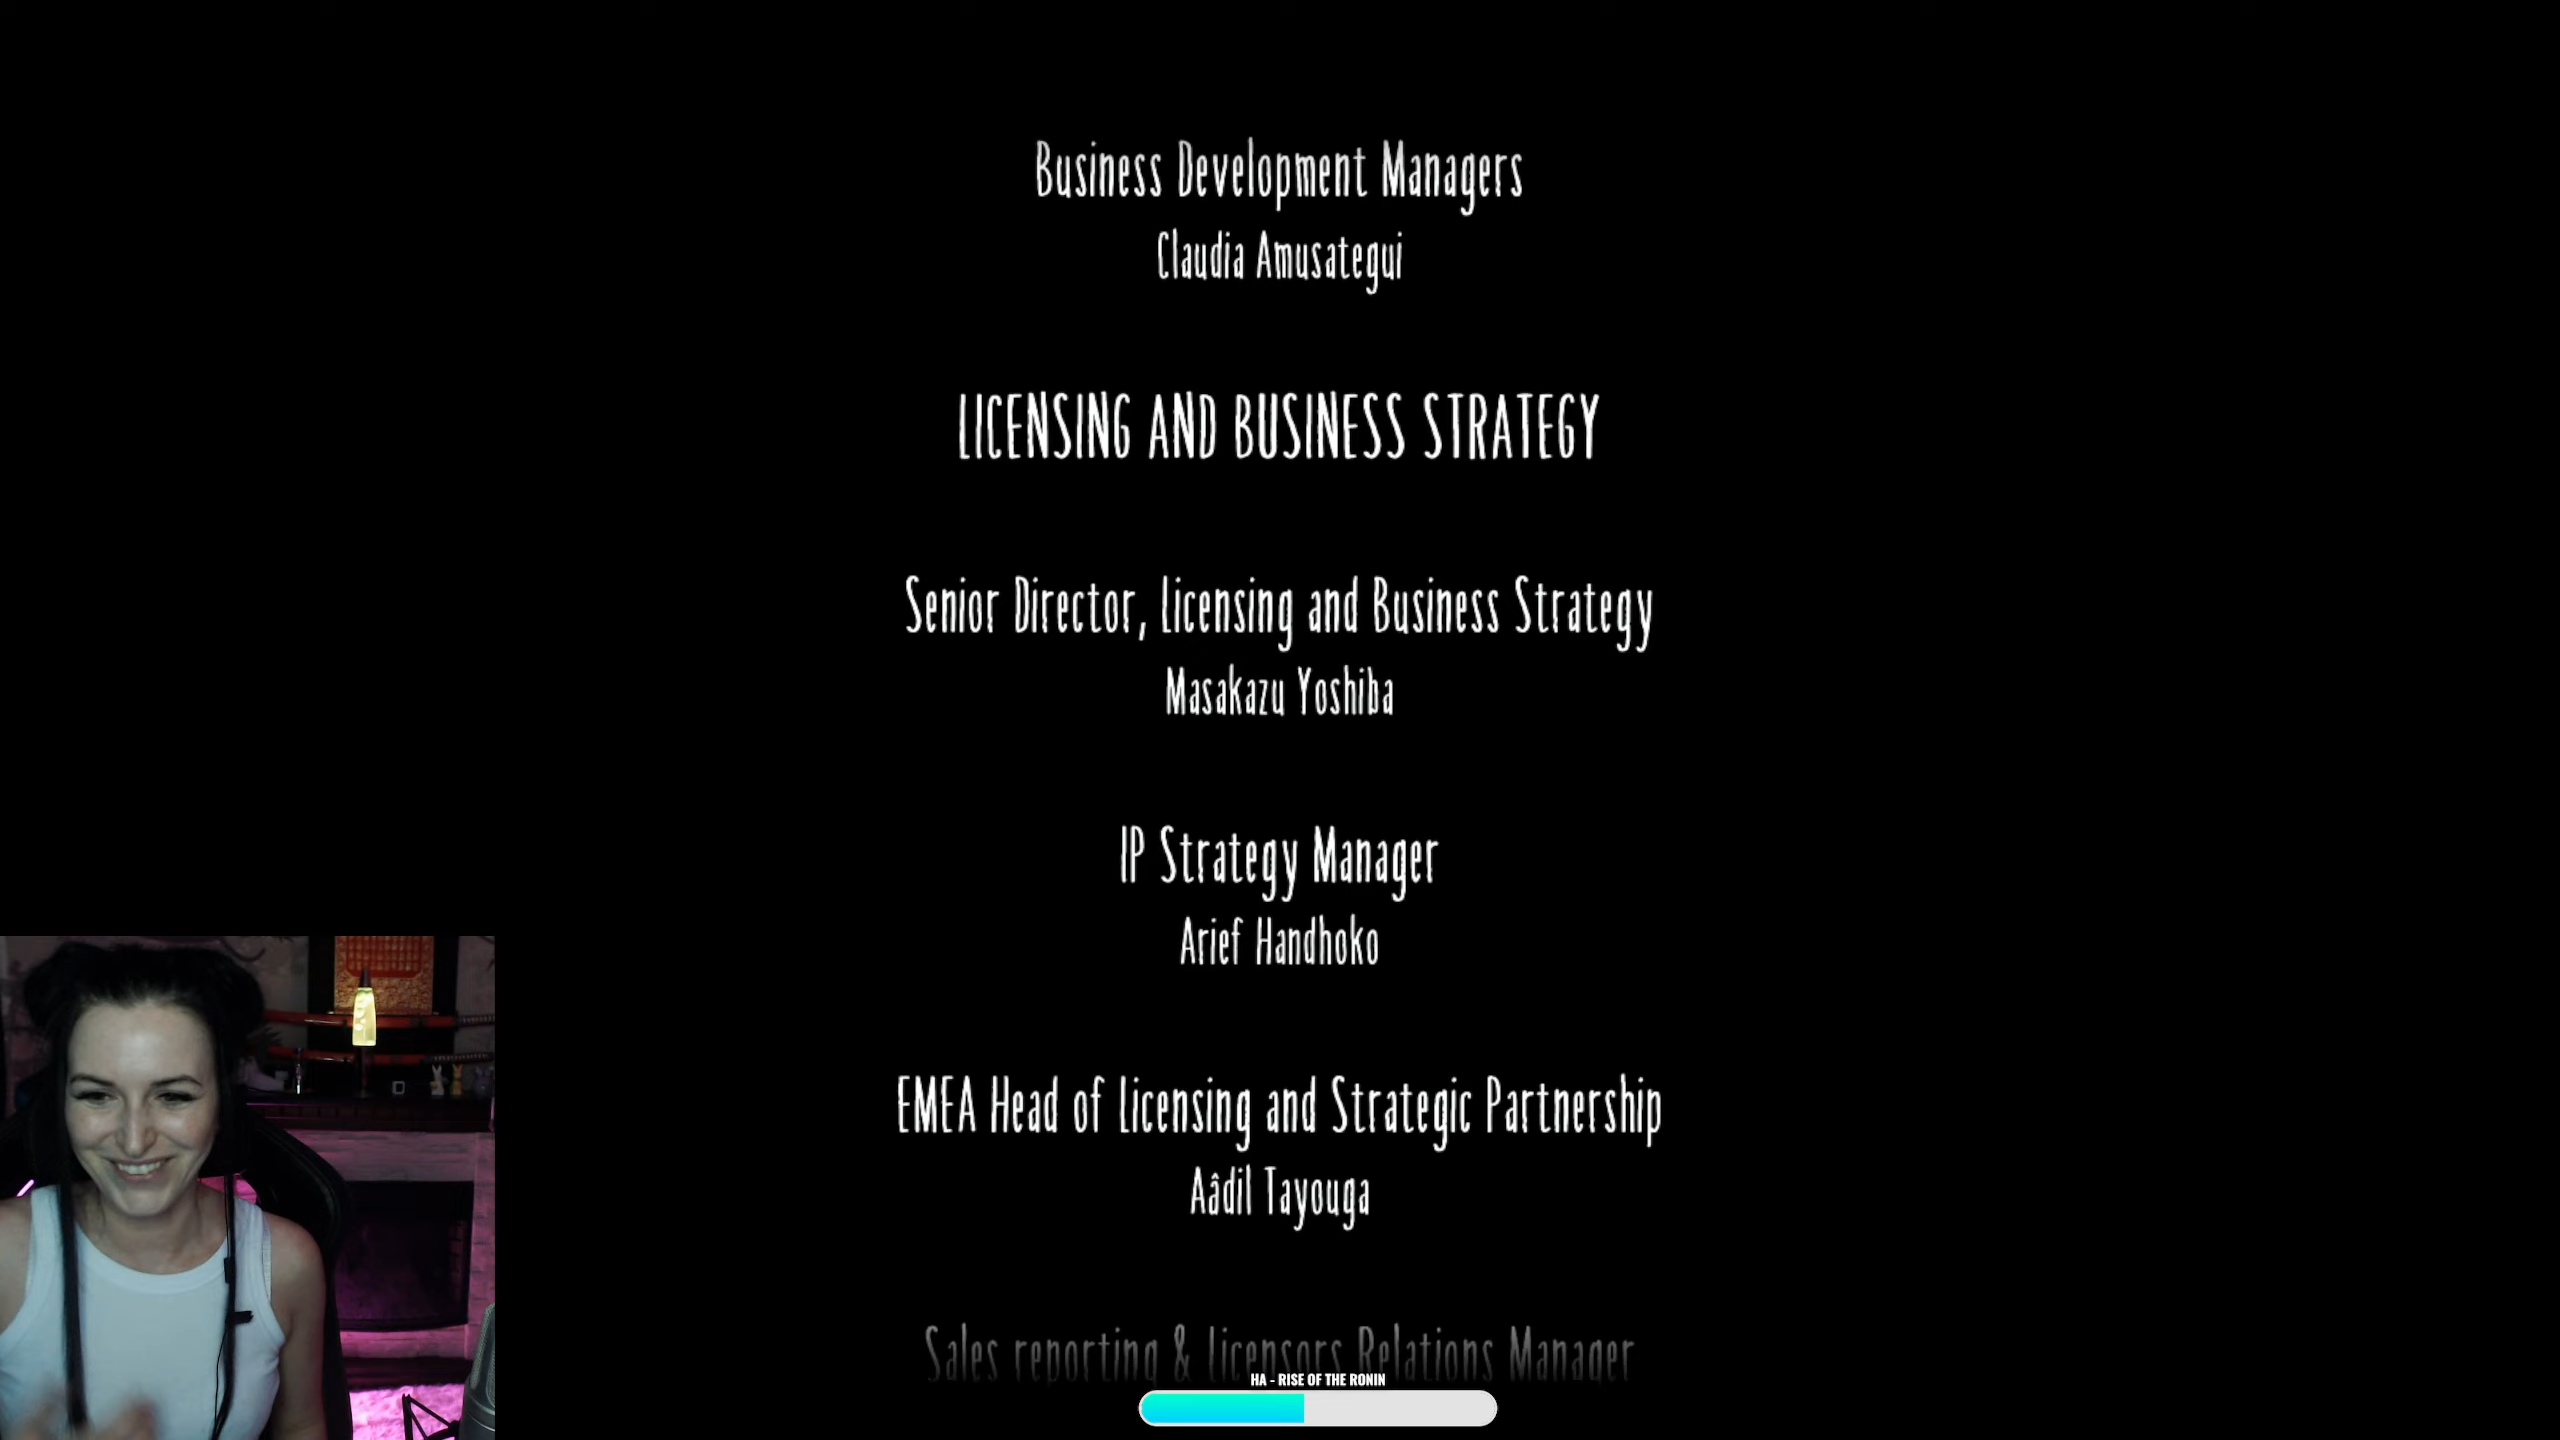 Business Development Managers
Claudia Amusategui
LICENSING AND BUSINESS STRATEGY
Senior Director, Licensing and Business Strategy
Masakazu Yoshiba
IP Strategy Manager
Arief Handhoko
EMEA Head of Licensing and Strategic Partnership
Aâdil Tayouga
Sales reporting & Licensors Relations Manager
HA - RISE OF THE RONIN